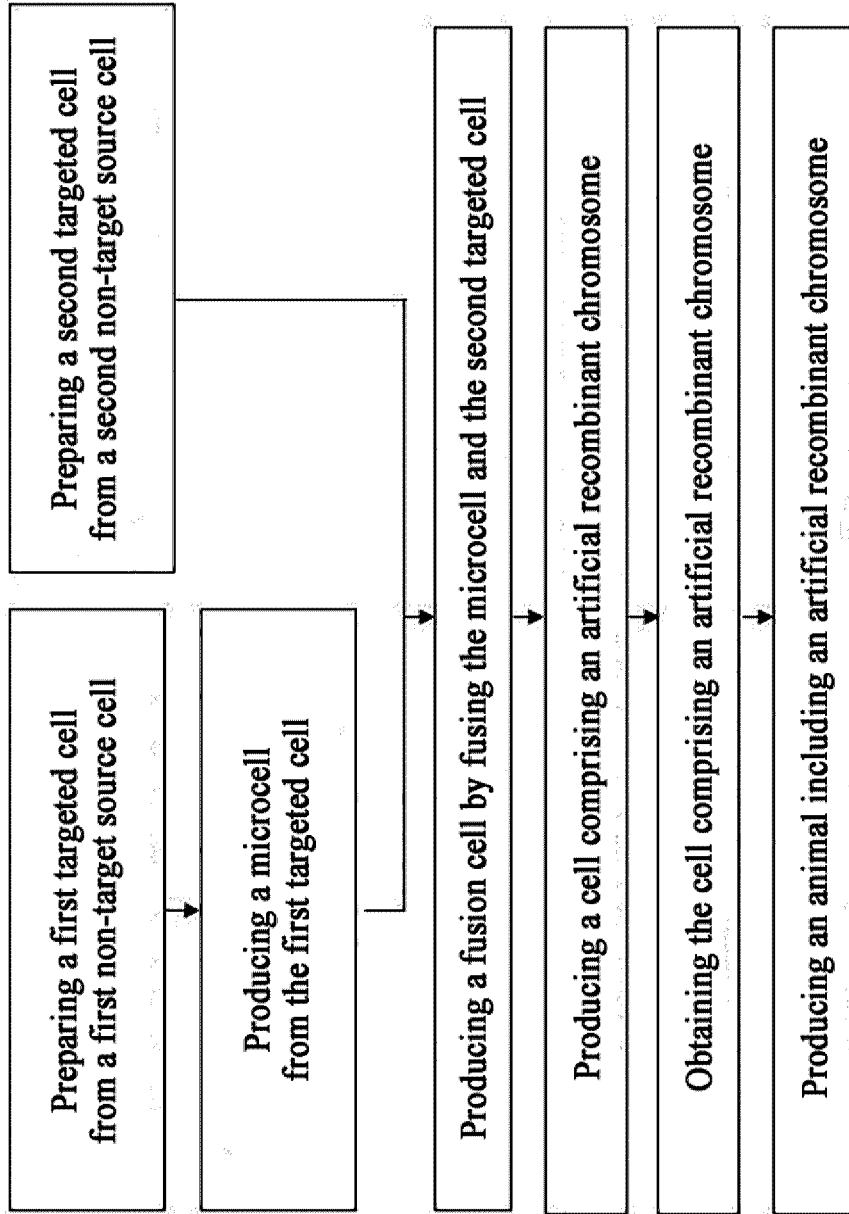 Preparing a first targeted cell
from a first non-target source cell
Preparing a second targeted cell
from a second non-target source cell
Producing a microcell
from the first targeted cell
Producing a fusion cell by fusing the microcell and the second targeted cell
Producing a cell comprising an artificial recombinant chromosome
Obtaining the cell comprising an artificial recombinant chromosome
Producing an animal including an artificial recombinant chromosome